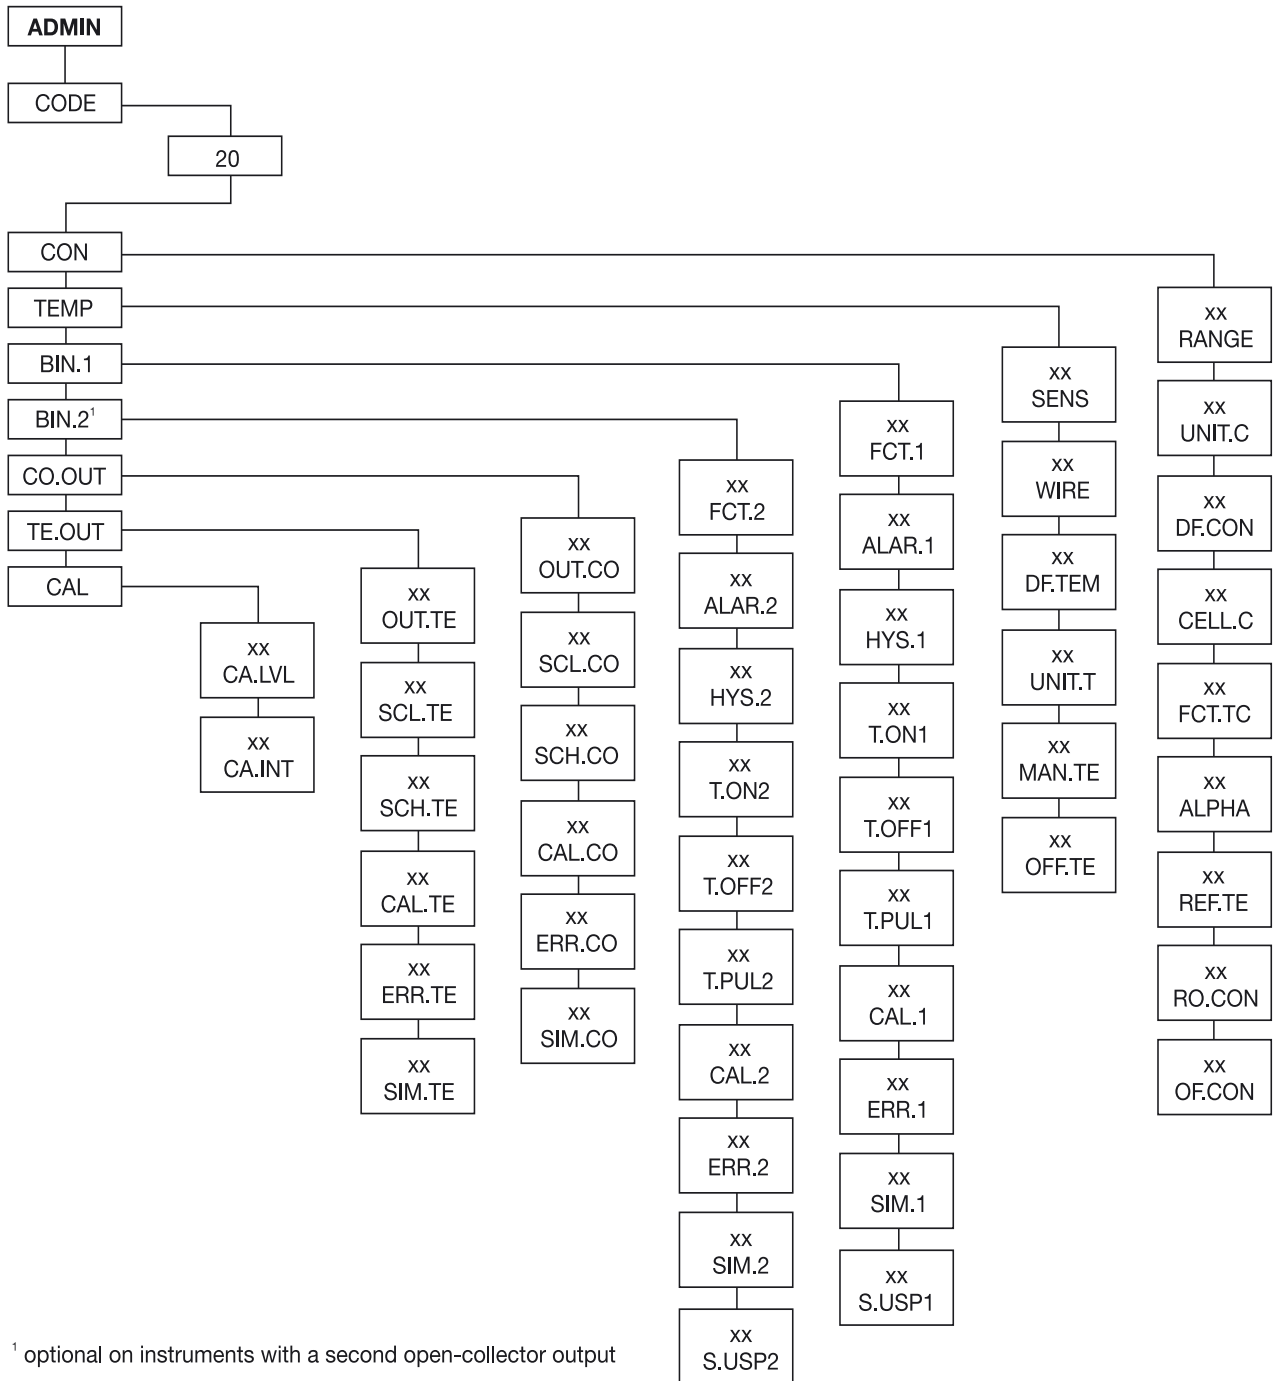 ADMIN
CODE
20
CON
TEMP
BIN.1
BIN.2¹
CO.OUT
TE.OUT
CAL
xx
CA.LVL
xx
CA.INT
xx
OUT.TE
xx
SCL.TE
xx
SCH.TE
xx
CAL.TE
xx
ERR.TE
xx
SIM.TE
xx
OUT.CO
xx
SCL.CO
xx
SCH.CO
xx
CAL.CO
xx
ERR.CO
xx
SIM.CO
xx
FCT.2
xx
ALAR.2
xx
HYS.2
xx
T.ON2
xx
T.OFF2
xx
T.PUL2
xx
CAL.2
xx
ERR.2
xx
SIM.2
xx
S.USP2
xx
FCT.1
xx
ALAR.1
xx
HYS.1
xx
T.ON1
xx
T.OFF1
xx
T.PUL1
xx
CAL.1
xx
ERR.1
xx
SIM.1
xx
S.USP1
xx
SENS
xx
WIRE
xx
DF.TEM
xx
UNIT.T
xx
MAN.TE
xx
OFF.TE
xx
RANGE
xx
UNIT.C
xx
DF.CON
xx
CELL.C
xx
FCT.TC
xx
ALPHA
xx
REF.TE
xx
RO.CON
xx
OF.CON
¹ optional on instruments with a second open-collector output